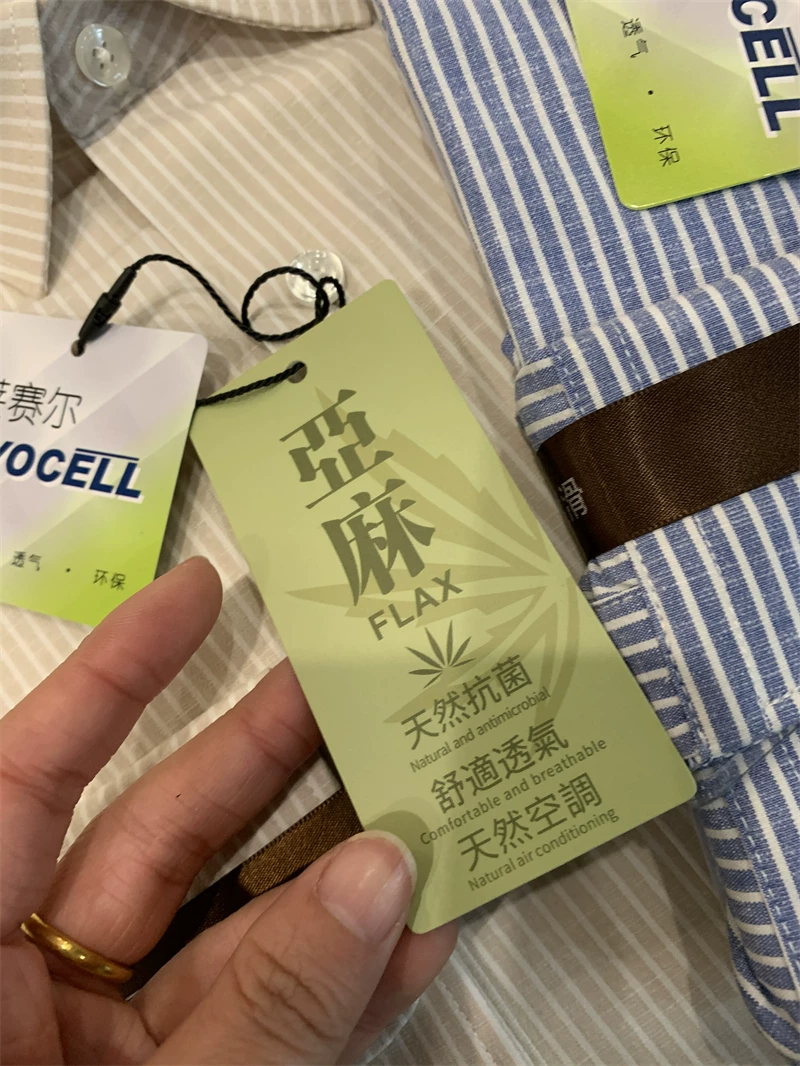 亞麻
FLAX
天然抗菌
Natural and antimicrobial
舒適透氣
Comfortable and breathable
天然空調
Natural air conditioning
赛尔
YOCELL
透气 · 环保
CELL
透气 · 环保